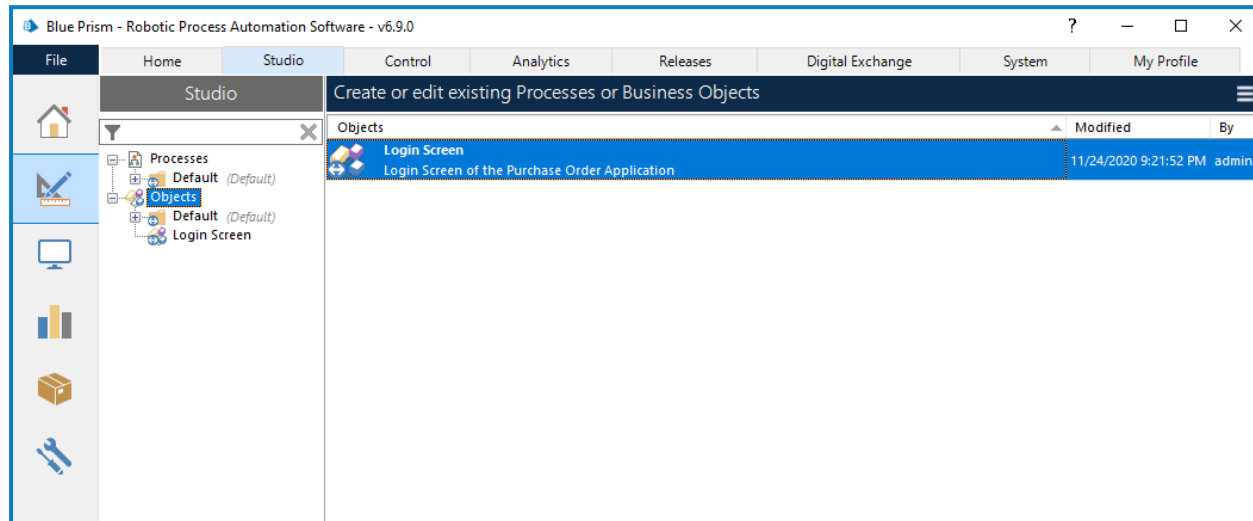 Blue Prism - Robotic Process Automation Software - v6.9.0 ?
File Home Studio Control Analytics Releases Digital Exchange System My Profile
Studio
Create or edit existing Processes or Business Objects
Processes
Default (Default)
Objects
Default (Default)
Login Screen
Objects Modified By
Login Screen
Login Screen of the Purchase Order Application
11/24/2020 9:21:52 PM admin